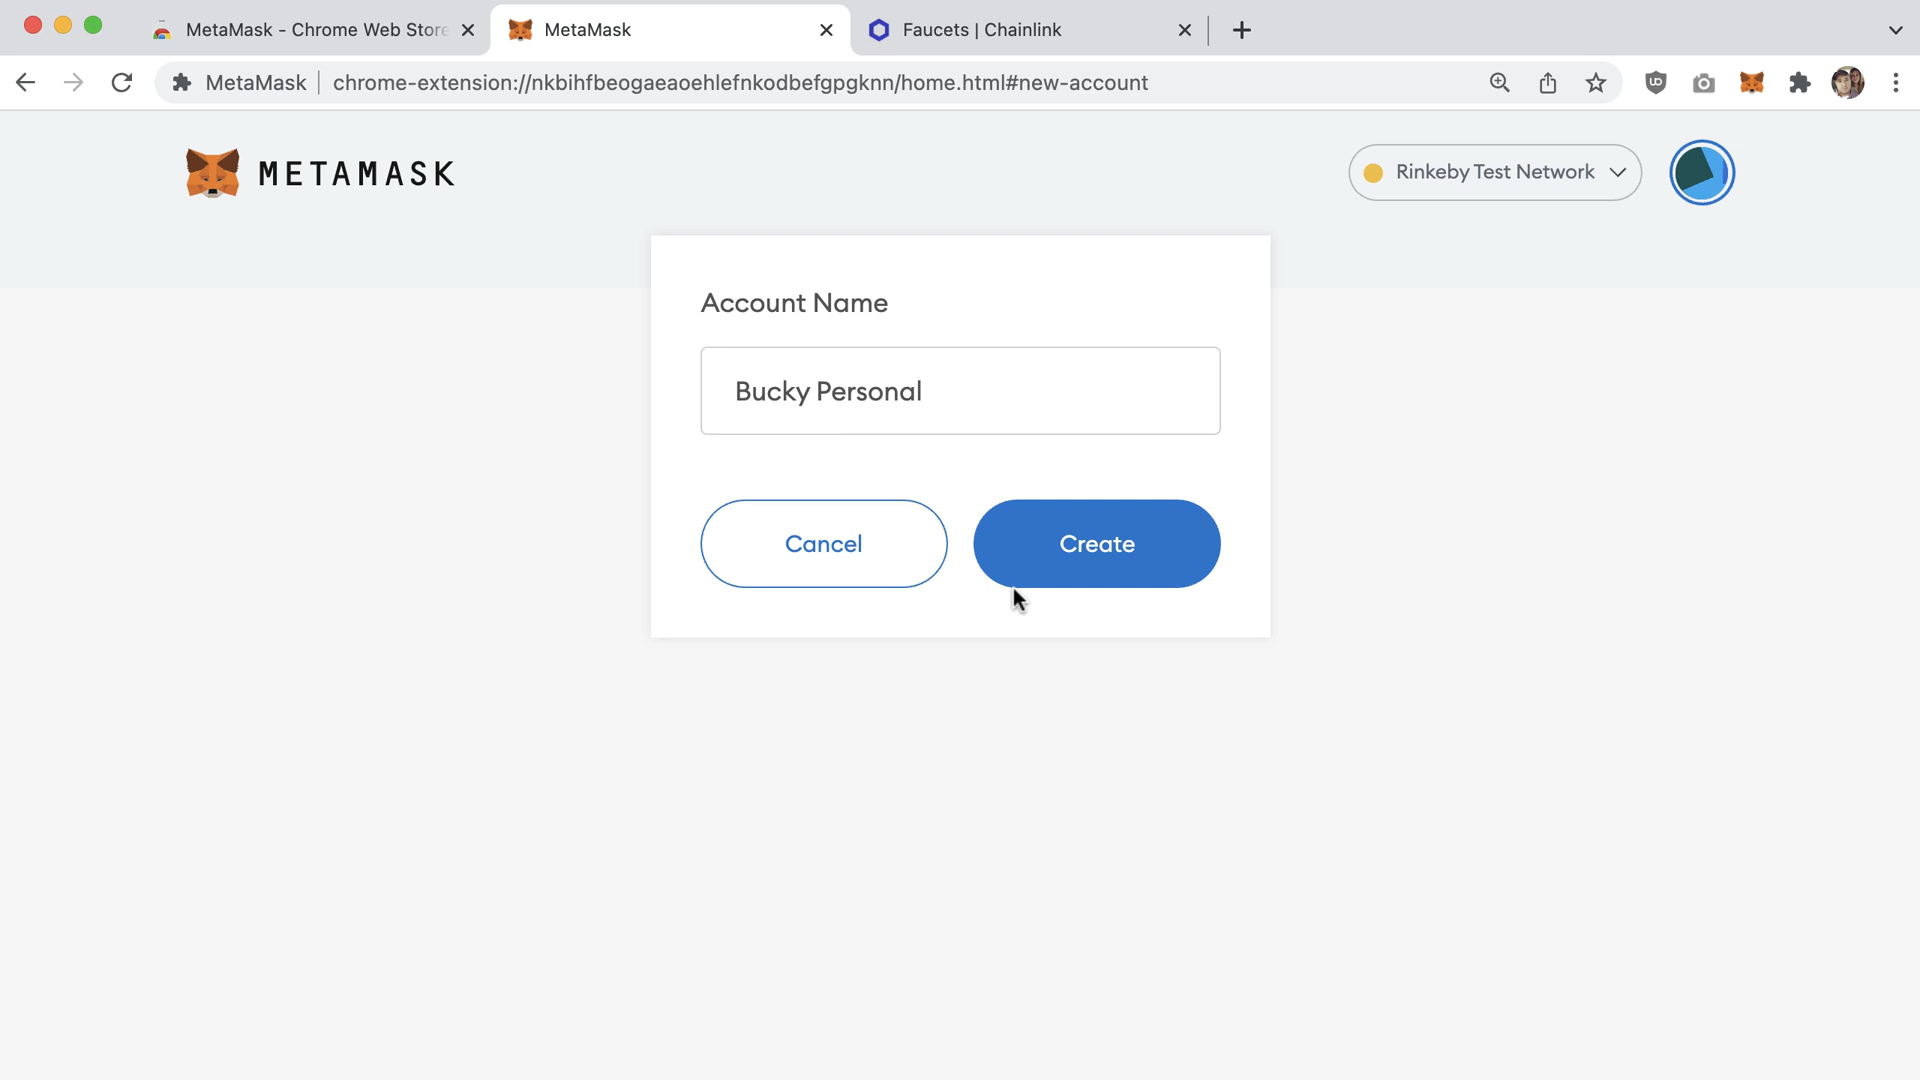 MetaMask - Chrome Web Store
MetaMask
Faucets | Chainlink
MetaMask
chrome-extension://nkbihfbeogaeaoehlefnkodbefgpgknn/home.html#new-account
METAMASK
Rinkeby Test Network
Account Name
Bucky Personal
Cancel
Create